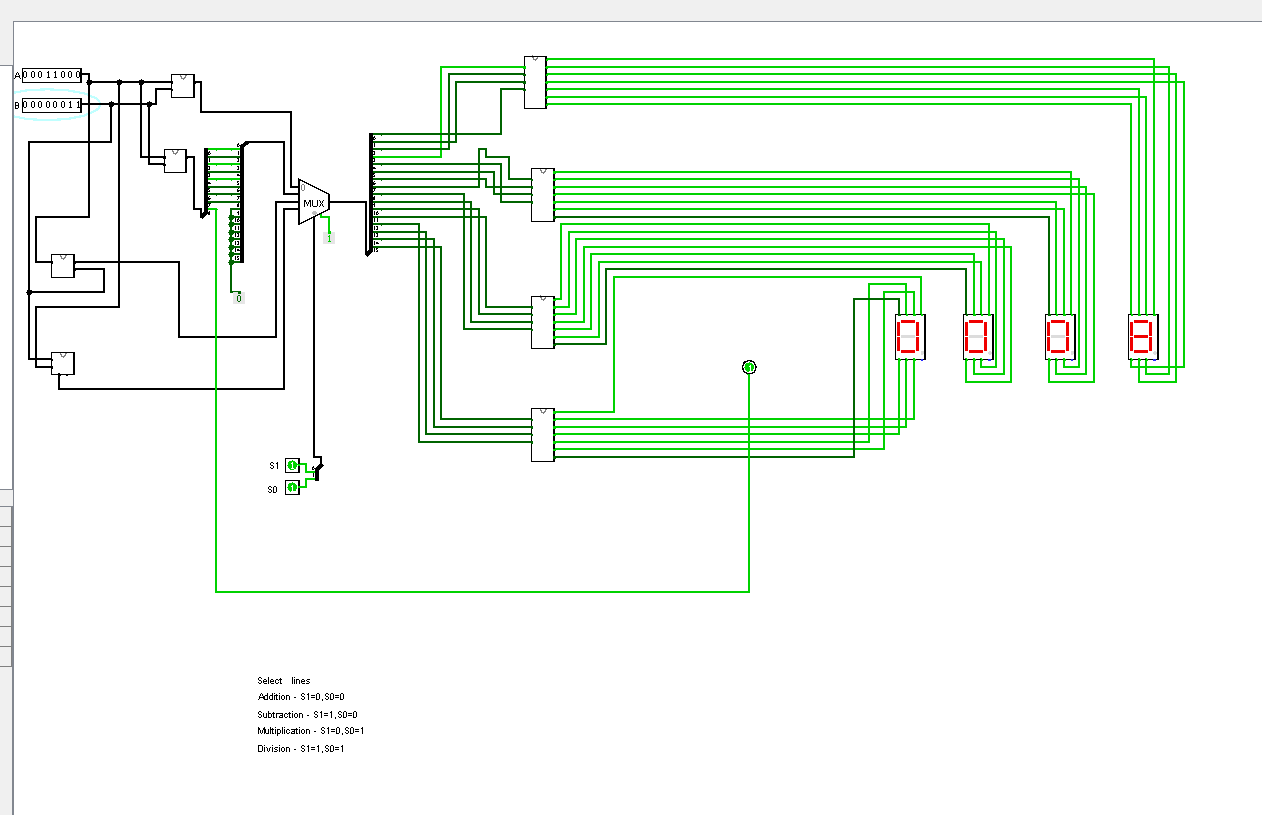 A 00011000
B 00000011
0
MUX
1
0
S1 1
S0 1
1
Select lines
Addition - S1=0,S0=0
Subtraction - S1=1,S0=0
Multiplication - S1=0,S0=1
Division - S1=1,S0=1